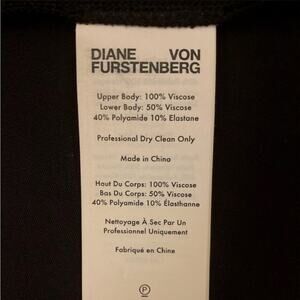 DIANE VON
FURSTENBERG
Upper Body: 100% Viscose
Lower Body: 50% Viscose
40% Polyamide 10% Elastane
Professional Dry Clean Only
Made in China
Haut Du Corps: 100% Viscose
Bas Du Corps: 50% Viscose
40% Polyamide 10% Élasthanne
Nettoyage À Sec Par Un
Professionnel Uniquement
Fabriqué en Chine
P